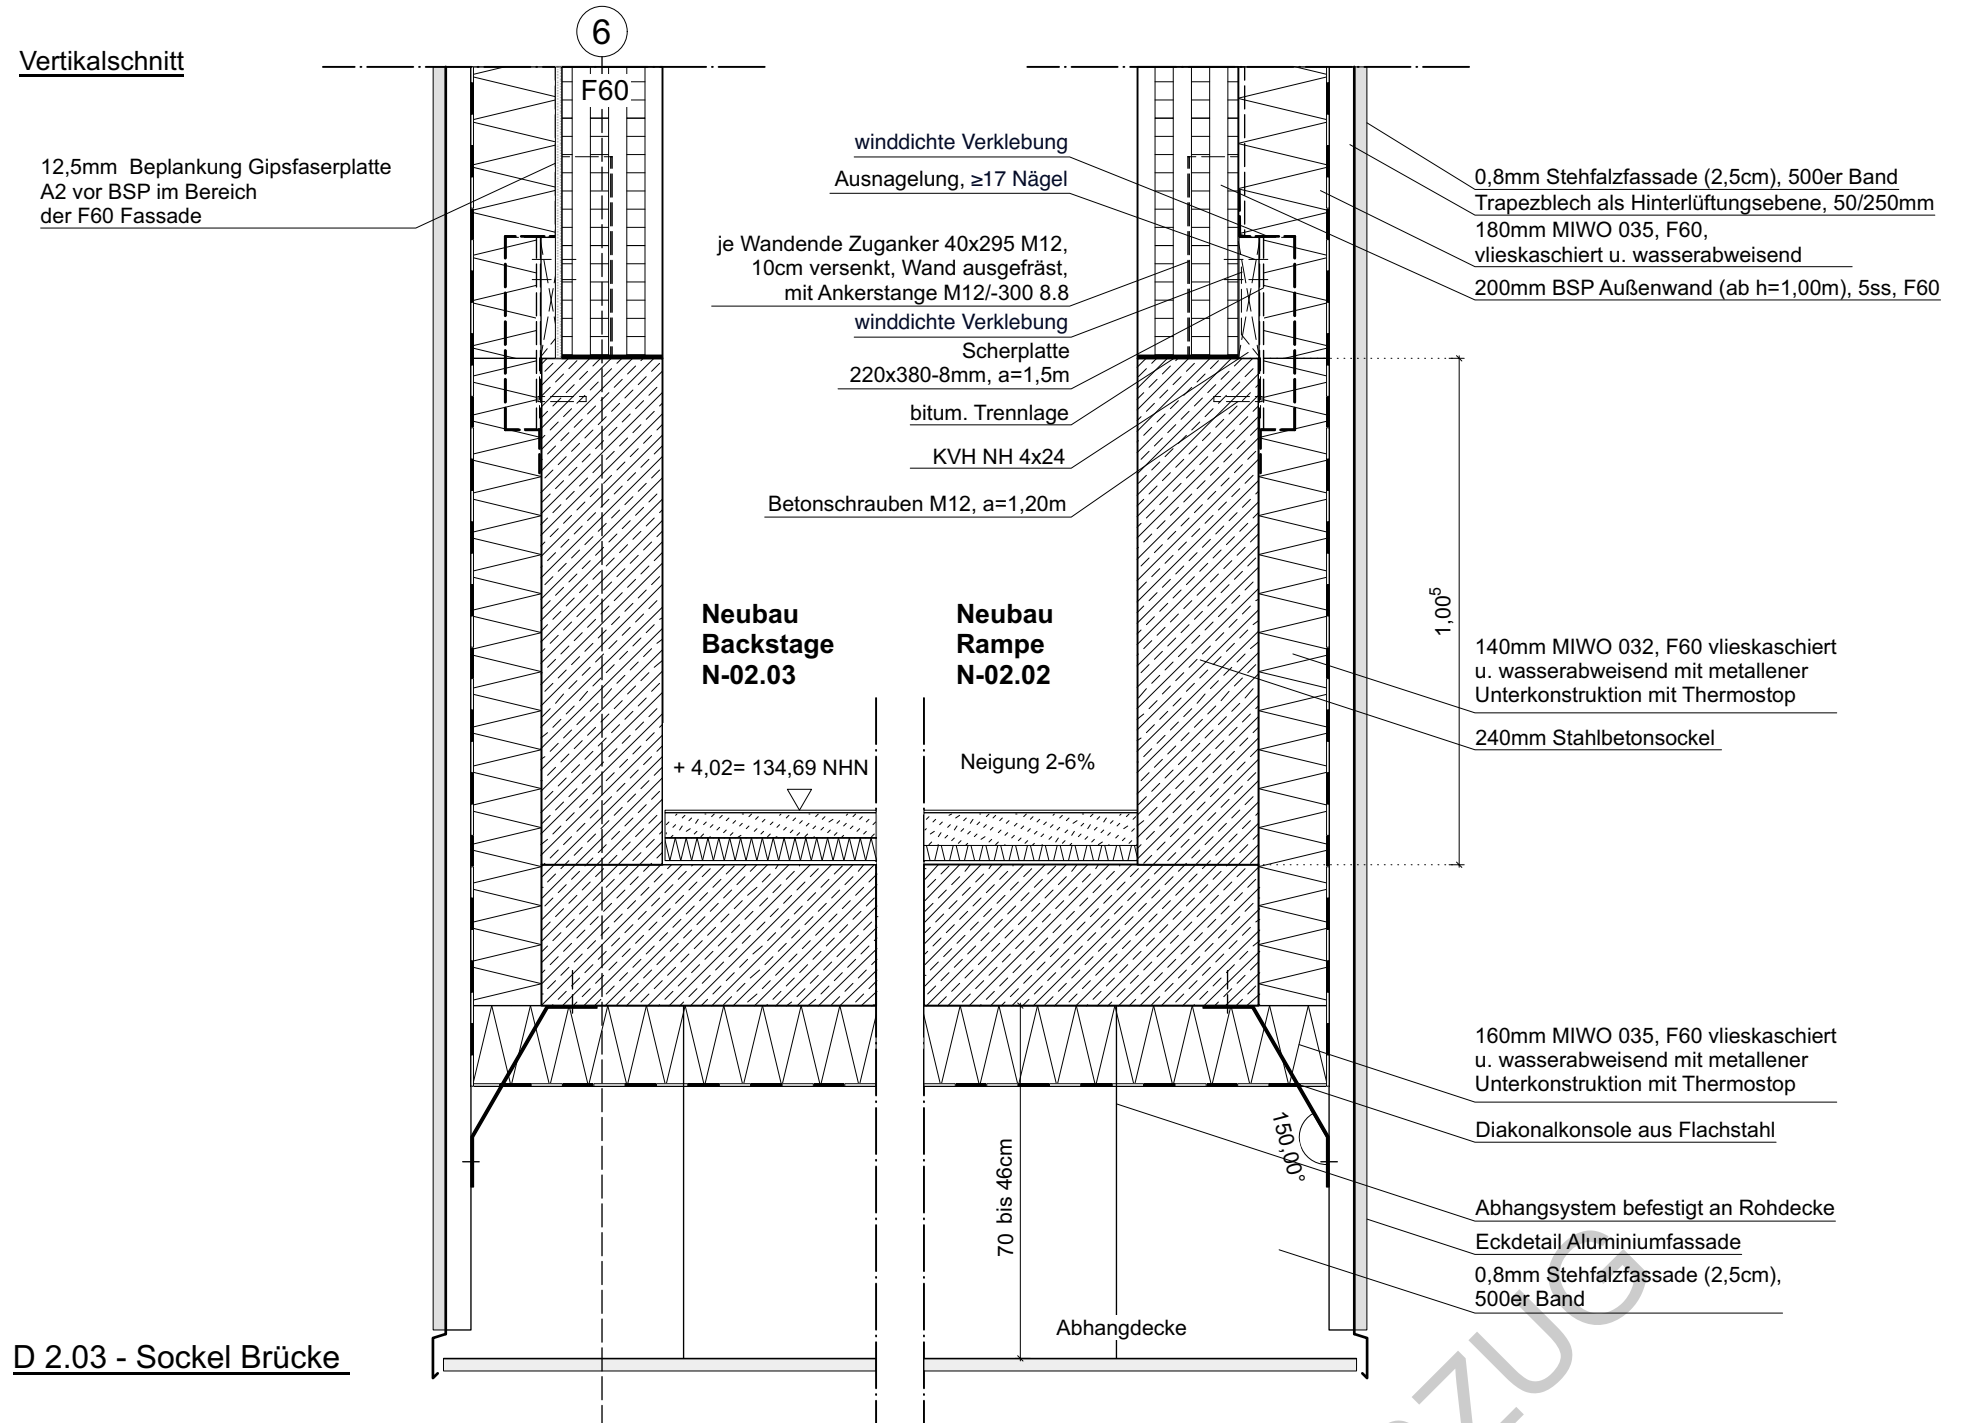 6
Vertikalschnitt
F60
12,5mm Beplankung Gipsfaserplatte
A2 vor BSP im Bereich
der F60 Fassade
winddichte Verklebung
Ausnagelung, ≥17 Nägel
je Wandende Zuganker 40x295 M12,
10cm versenkt, Wand ausgefräst,
mit Ankerstange M12/-300 8.8
winddichte Verklebung
Scherplatte
220x380-8mm, a=1,5m
bitum. Trennlage
KVH NH 4x24
Betonschrauben M12, a=1,20m
0,8mm Stehfalzfassade (2,5cm), 500er Band
Trapezblech als Hinterlüftungsebene, 50/250mm
180mm MIWO 035, F60,
vlieskaschiert u. wasserabweisend
200mm BSP Außenwand (ab h=1,00m), 5ss, F60
1,00⁵
Neubau
Backstage
N-02.03
Neubau
Rampe
N-02.02
+ 4,02= 134,69 NHN
Neigung 2-6%
140mm MIWO 032, F60 vlieskaschiert
u. wasserabweisend mit metallener
Unterkonstruktion mit Thermostop
240mm Stahlbetonsockel
160mm MIWO 035, F60 vlieskaschiert
u. wasserabweisend mit metallener
Unterkonstruktion mit Thermostop
Diakonalkonsole aus Flachstahl
150,00°
70 bis 46cm
Abhangsystem befestigt an Rohdecke
Eckdetail Aluminiumfassade
0,8mm Stehfalzfassade (2,5cm),
500er Band
Abhangdecke
D 2.03 - Sockel Brücke
ZUG